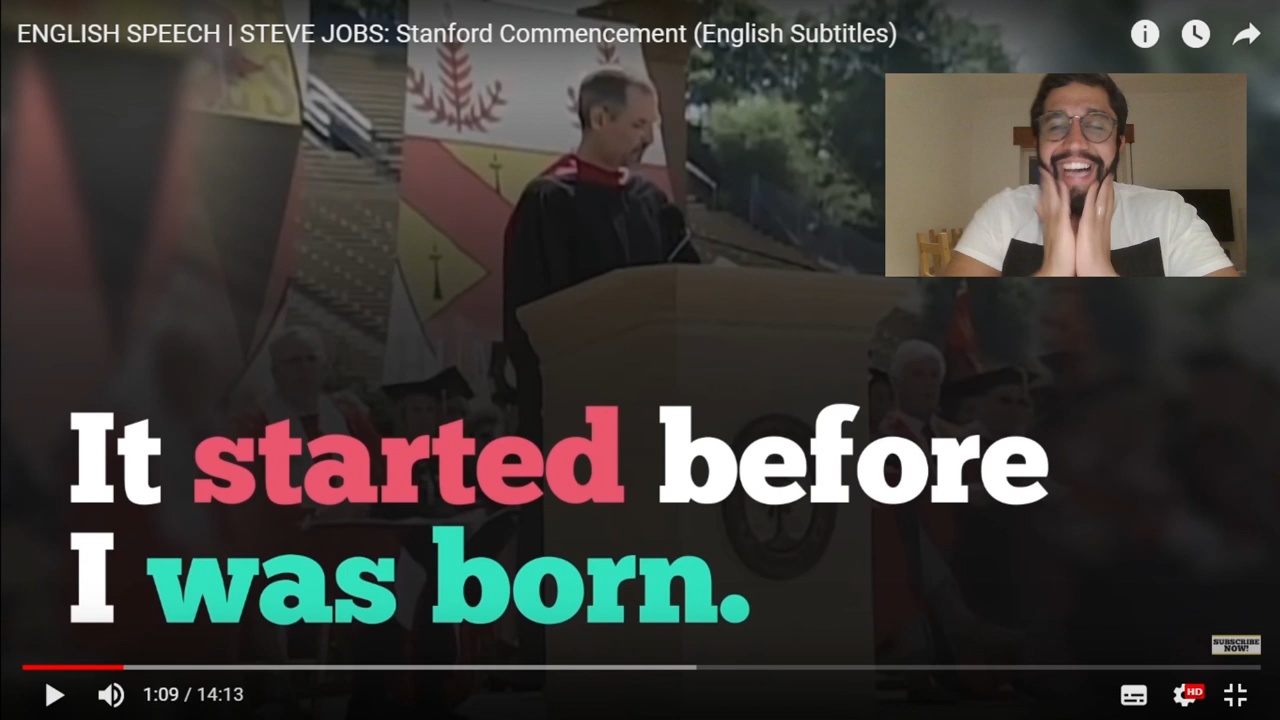 ENGLISH SPEECH | STEVE JOBS: Stanford Commencement (English Subtitles)
It started before
I was born.
SUBSCRIBE
NOW!
1:09 / 14:13
HD